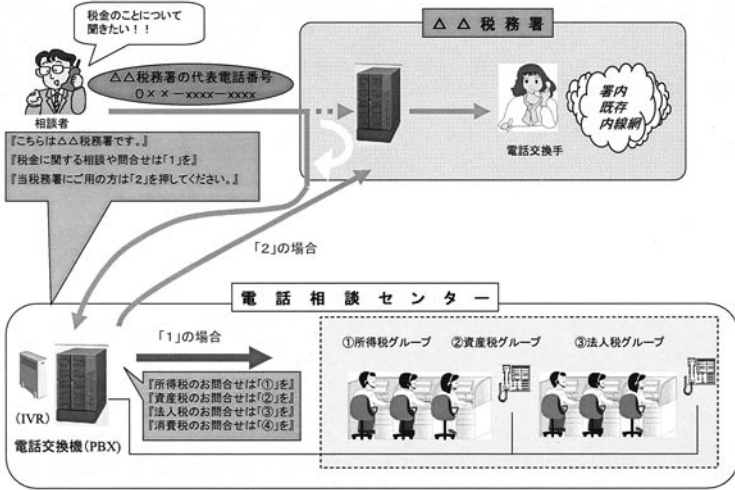 税金のことについて
聞きたい！！
△△税務署
△△税務署の代表電話番号
０××－xxxx－xxxx
相談者
電話交換手
署内
既存
内線網
『こちらは△△税務署です。』
『税金に関する相談や問合せは「1」を』
『当税務署にご用の方は「2」を押してください。』
「2」の場合
電話相談センター
「1」の場合
①所得税グループ
②資産税グループ
③法人税グループ
『所得税のお問合せは「①」を』
『資産税のお問合せは「②」を』
『法人税のお問合せは「③」を』
『消費税のお問合せは「④」を』
(IVR)
電話交換機(PBX)